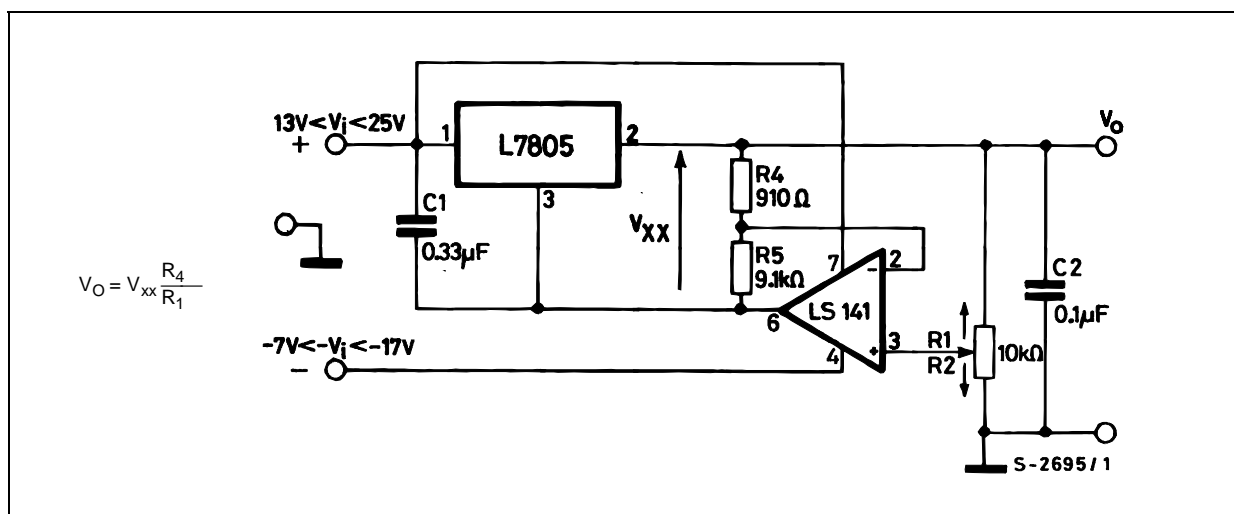 13V<Vi<25V
+
1
L7805
2
3
C1
0.33µF
VXX
R4
910Ω
R5
9.1kΩ
VO = Vxx R4
R1
7
2
-
LS 141
6
4
3
+
R1
R2
10kΩ
C2
0.1µF
VO
-7V<-Vi<-17V
−
S-2695/1